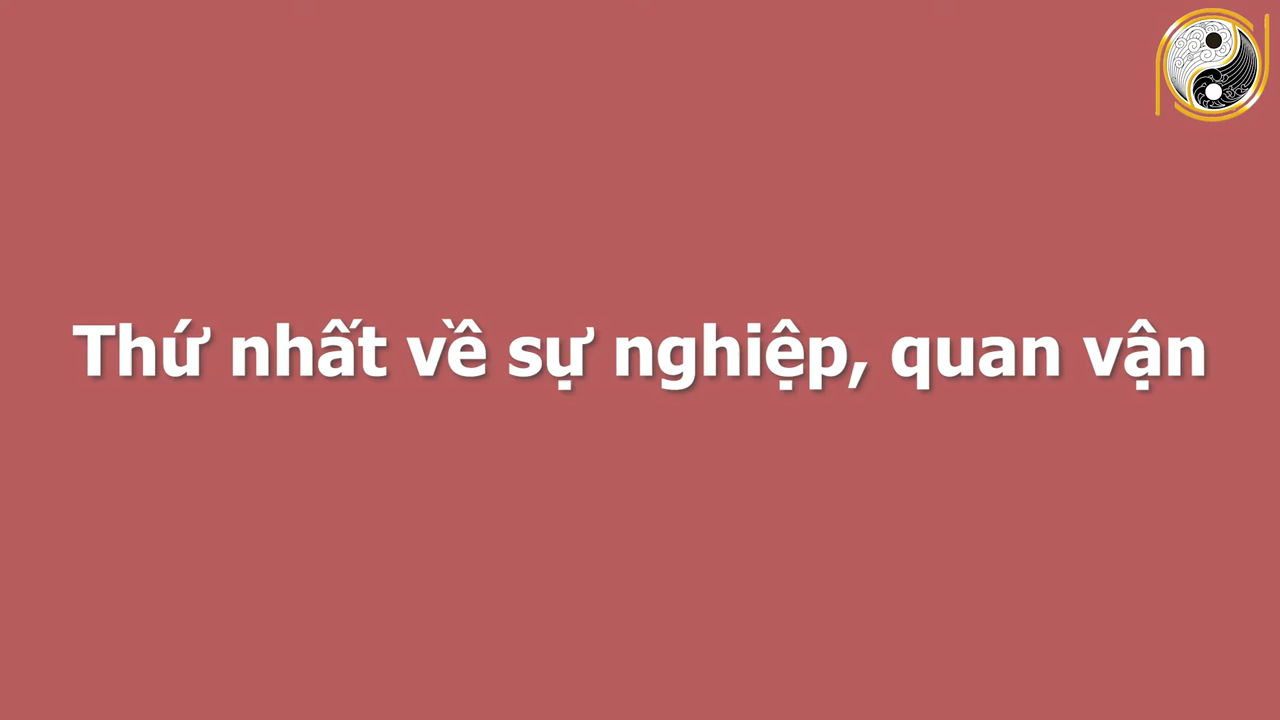 Thứ nhất về sự nghiệp, quan vận